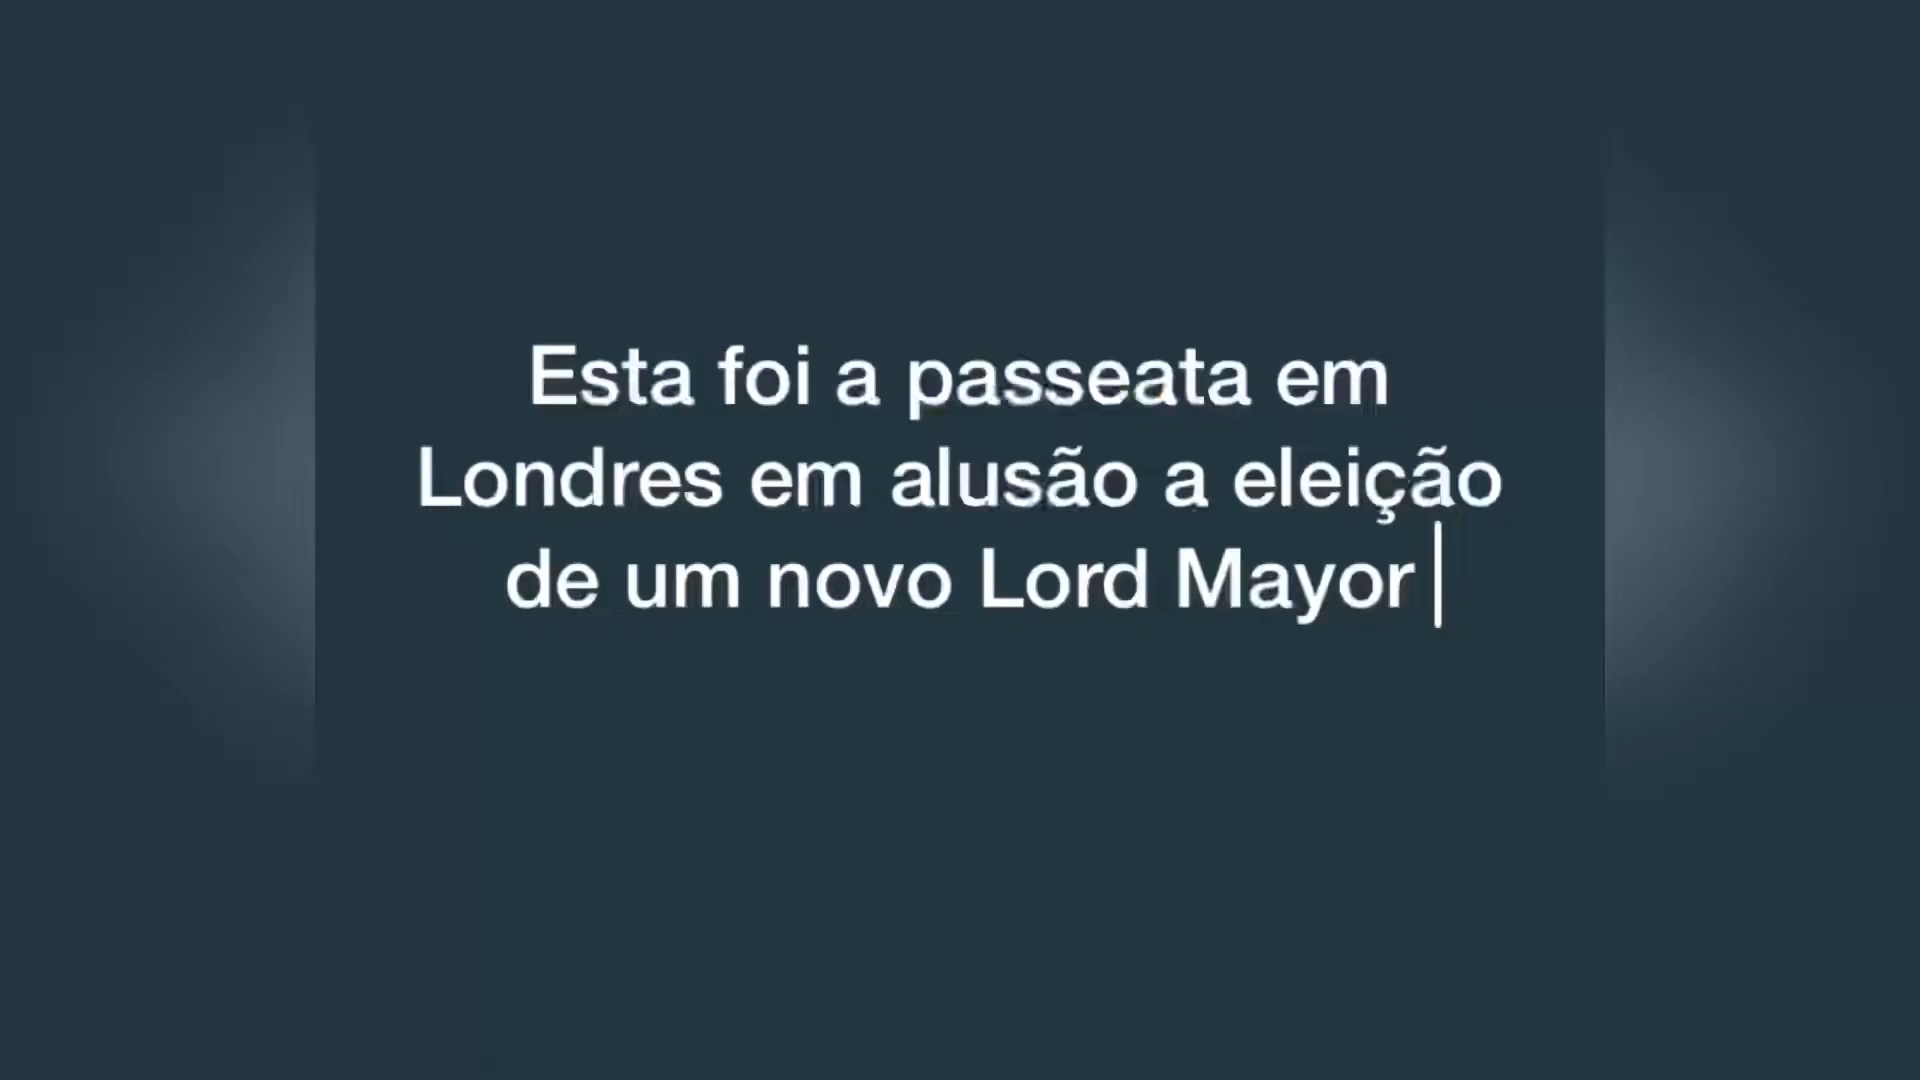 Esta foi a passeata em
Londres em alusão a eleição
de um novo Lord Mayor